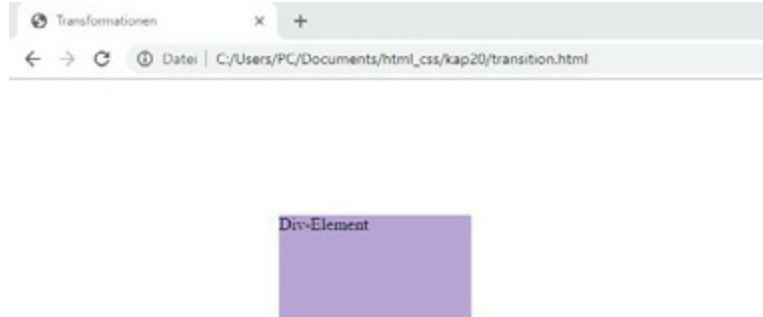 Transformationen
Datei | C:/Users/PC/Documents/html_css/kap20/transition.html
Div-Element